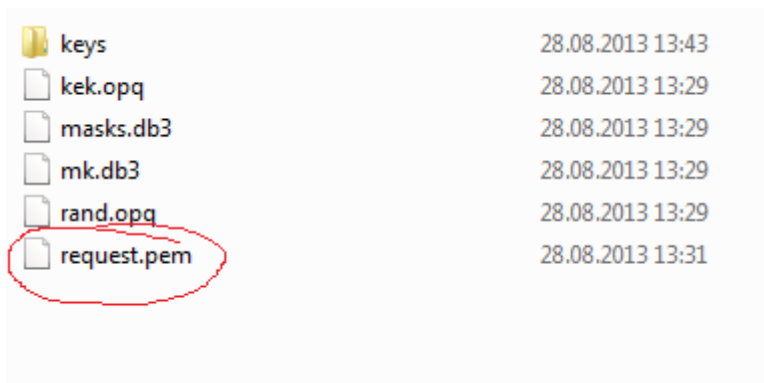 keys 28.08.2013 13:43
kek.opq 28.08.2013 13:29
masks.db3 28.08.2013 13:29
mk.db3 28.08.2013 13:29
rand.opq 28.08.2013 13:29
request.pem 28.08.2013 13:31